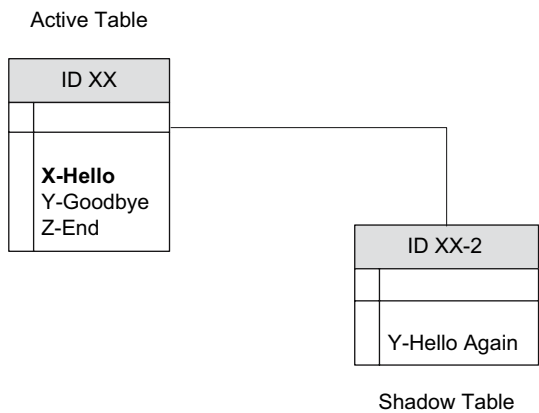 Active Table
ID XX
X-Hello
Y-Goodbye
Z-End
ID XX-2
Y-Hello Again
Shadow Table